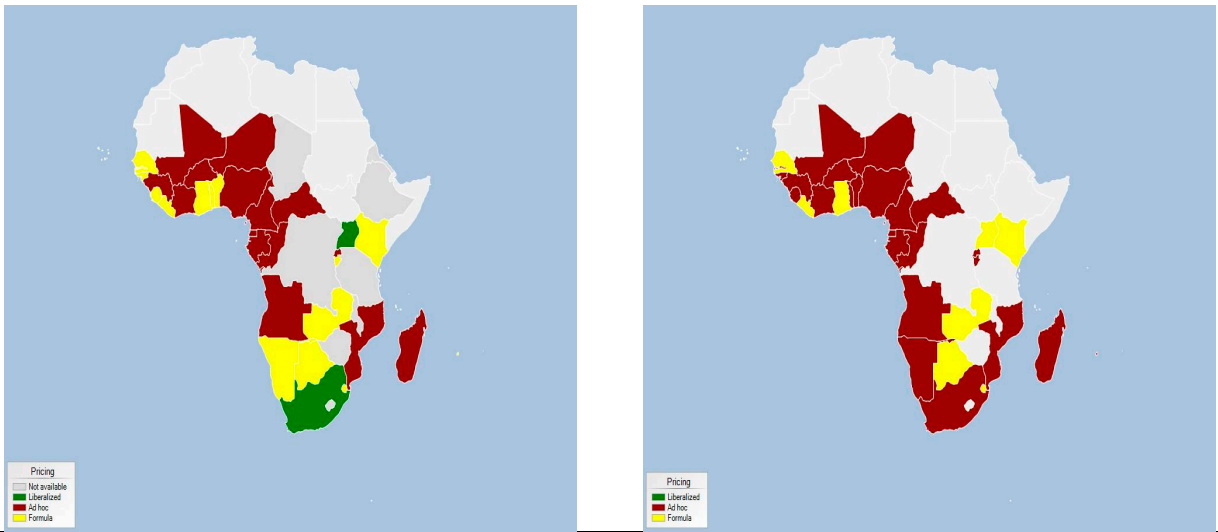 Pricing
Not available
Liberalized
Ad hoc
Formula
Pricing
Liberalized
Ad hoc
Formula